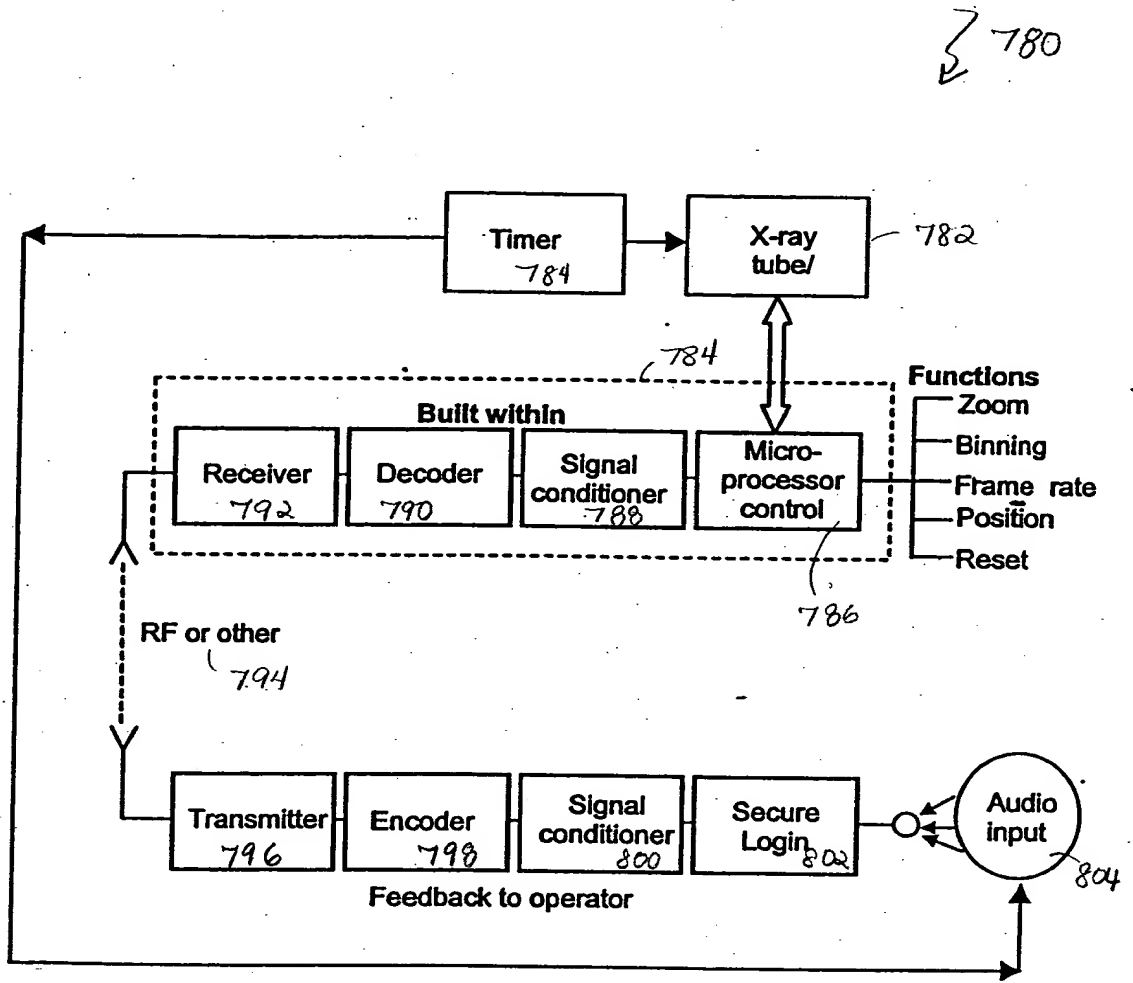 780
Timer
784
X-ray
tube/
782
784
Built within
Receiver
792
Decoder
790
Signal
conditioner
788
Micro-
processor
control
786
Functions
Zoom
Binning
Frame rate
Position
Reset
RF or other
794
Transmitter
796
Encoder
798
Signal
conditioner
800
Secure
Login
802
Audio
input
804
Feedback to operator